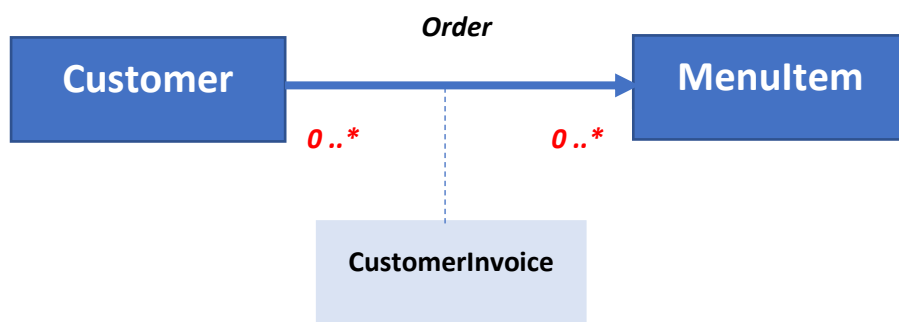 Order
Customer
MenuItem
0 ..*
0 ..*
CustomerInvoice